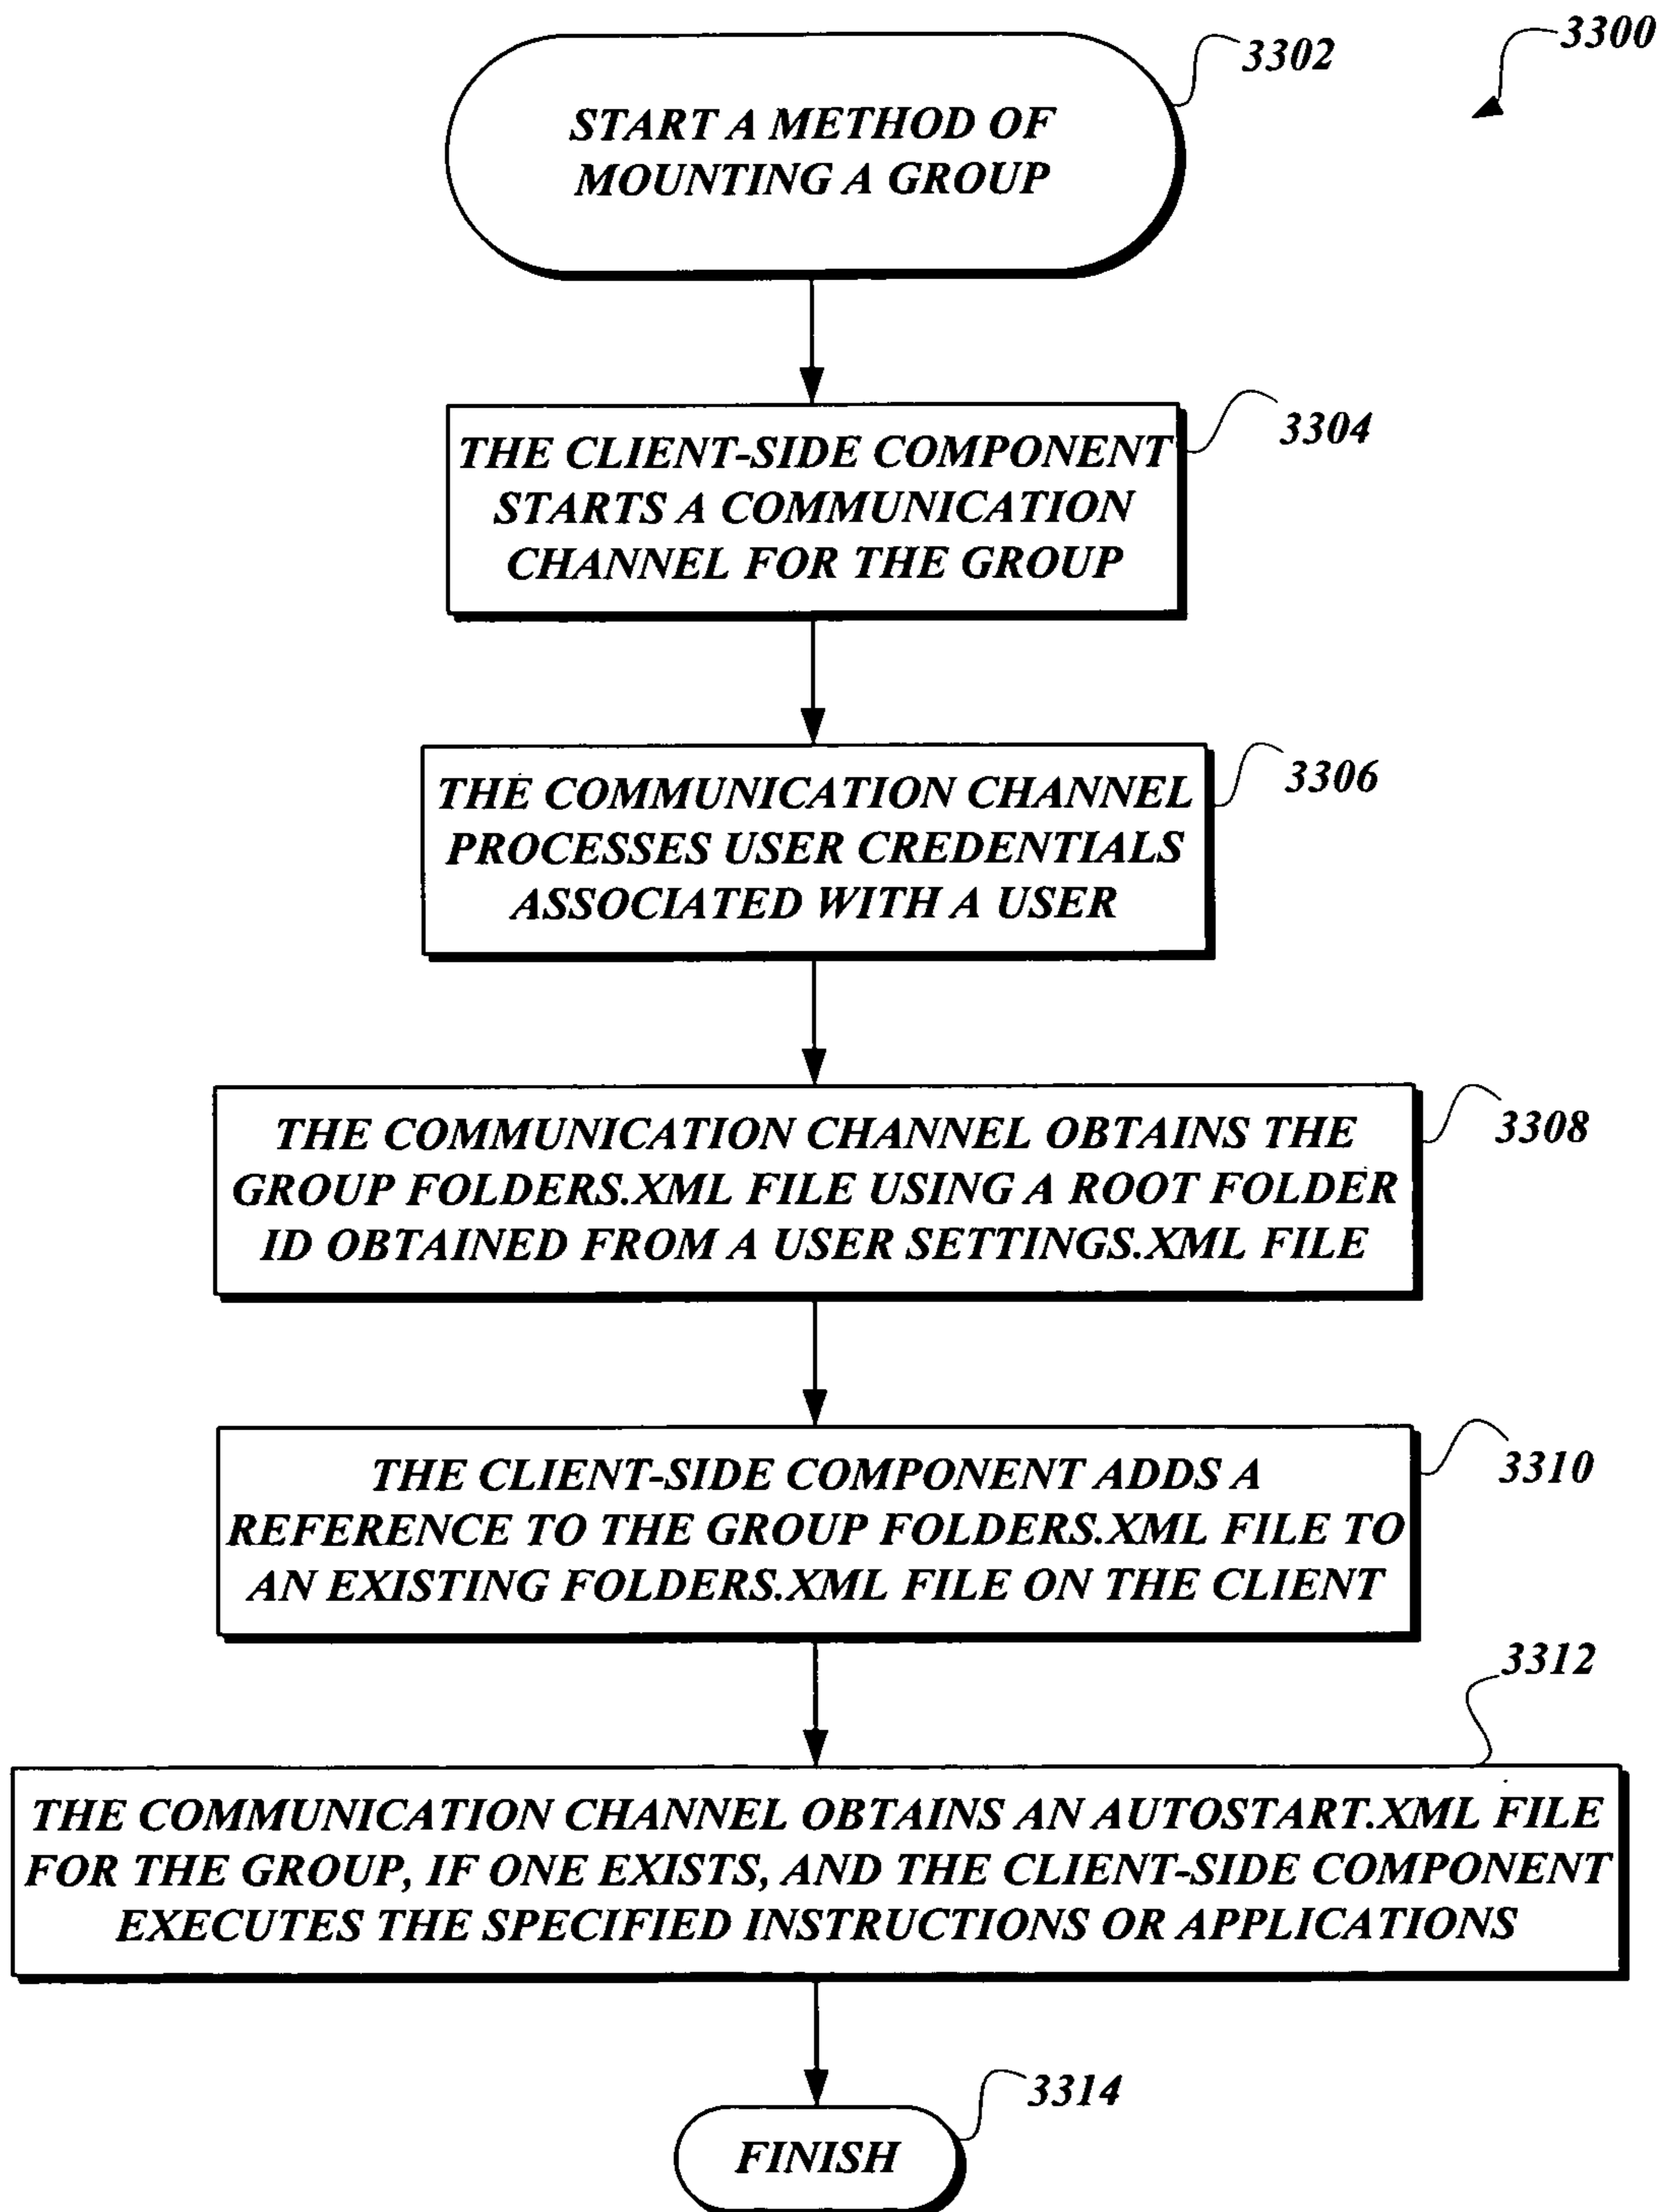 3300
3302
START A METHOD OF
MOUNTING A GROUP
3304
THE CLIENT-SIDE COMPONENT
STARTS A COMMUNICATION
CHANNEL FOR THE GROUP
3306
THE COMMUNICATION CHANNEL
PROCESSES USER CREDENTIALS
ASSOCIATED WITH A USER
3308
THE COMMUNICATION CHANNEL OBTAINS THE
GROUP FOLDERS.XML FILE USING A ROOT FOLDER
ID OBTAINED FROM A USER SETTINGS.XML FILE
3310
THE CLIENT-SIDE COMPONENT ADDS A
REFERENCE TO THE GROUP FOLDERS.XML FILE TO
AN EXISTING FOLDERS.XML FILE ON THE CLIENT
3312
THE COMMUNICATION CHANNEL OBTAINS AN AUTOSTART.XML FILE
FOR THE GROUP, IF ONE EXISTS, AND THE CLIENT-SIDE COMPONENT
EXECUTES THE SPECIFIED INSTRUCTIONS OR APPLICATIONS
3314
FINISH